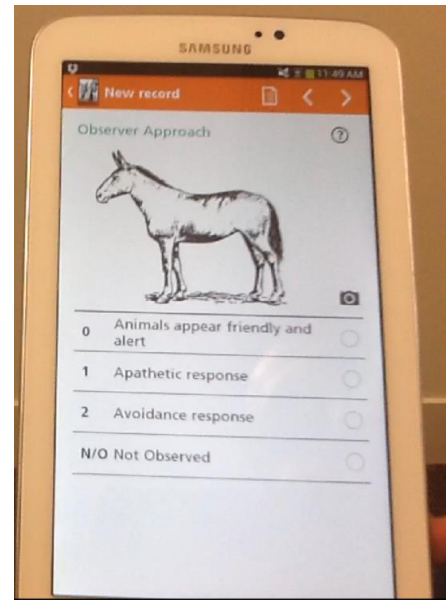 SAMSUNG
11:49 AM
New record
Observer Approach
?
0 Animals appear friendly and
alert
1 Apathetic response
2 Avoidance response
N/O Not Observed